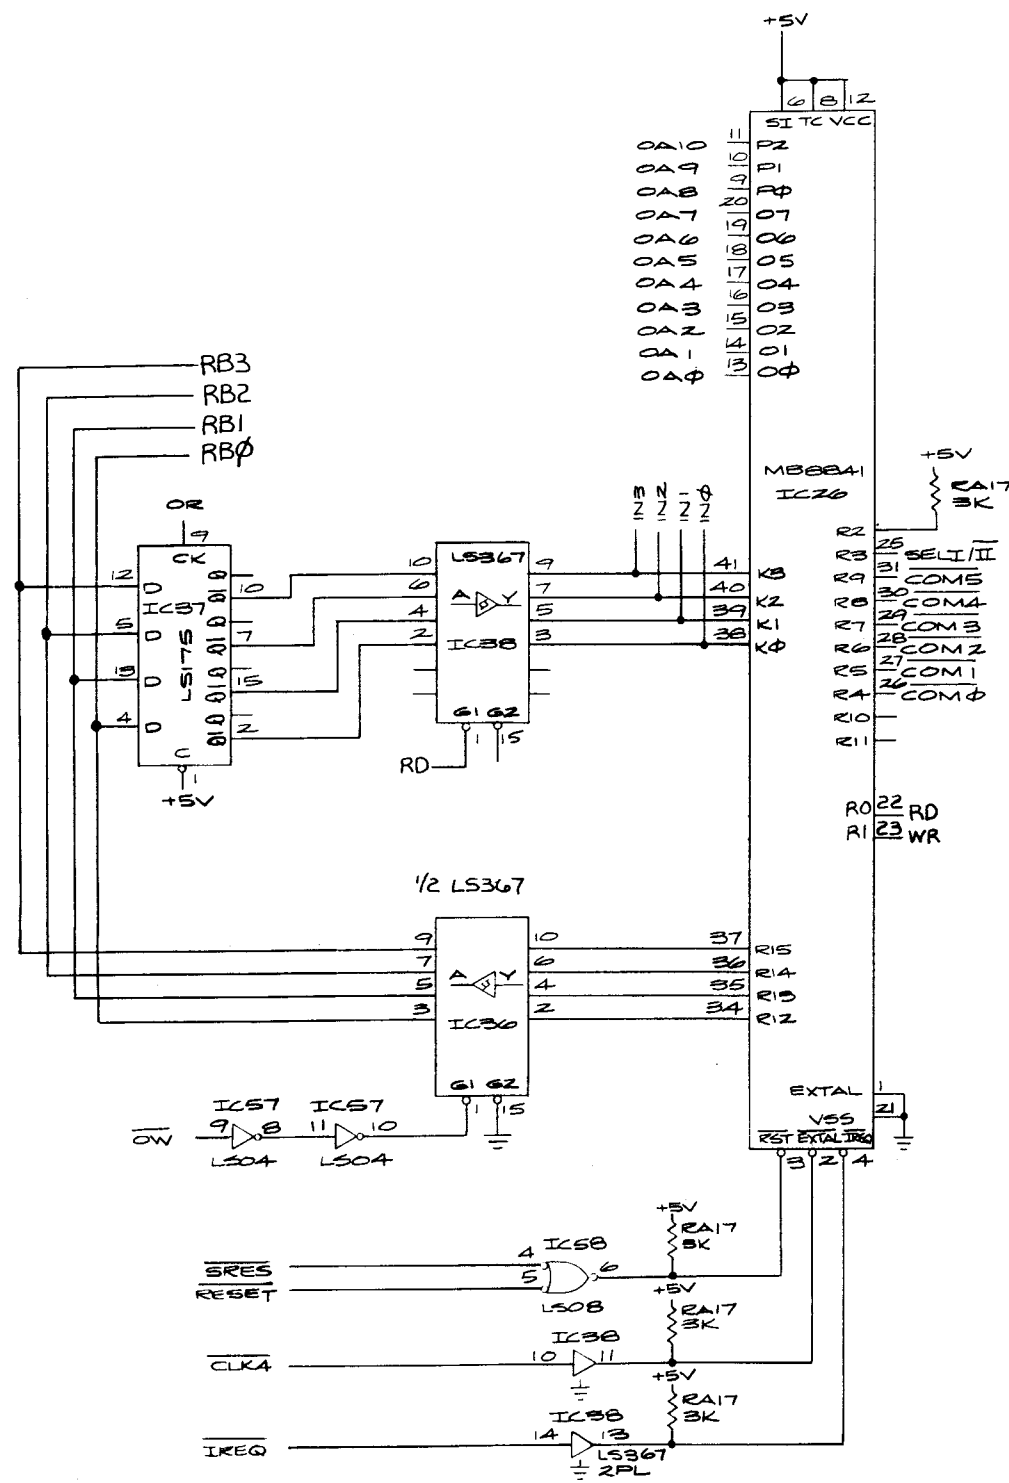 +5V
6 8 12
SI TC VCC
OA10 11 P2
OA9 10 P1
OA8 9 PØ
OA7 20 O7
OA6 19 O6
OA5 18 O5
OA4 17 O4
OA3 16 O3
OA2 15 O2
OA1 14 O1
OAØ 13 OØ
RB3
RB2
RB1
RBØ
MB8841
IC26
+5V
RA17
3K
R2
R3 25 SELI/II
R9 31 COM5
R8 30 COM4
R7 29 COM3
R6 28 COM2
R5 27 COM1
R4 26 COMØ
R10
R11
R0 22 RD
R1 23 WR
OR
9
CK
12 D Q
Q 10
IC37
5 D Q
Q 7
LS175
13 D Q
Q 15
4 D Q
Q 2
C
1
+5V
IN3 IN2 IN1 INØ
LS367
10 9 41 K3
6 7 40 K2
A Y
4 5 39 K1
2 3 38 KØ
IC38
G1 G2
1 15
RD
1/2 LS367
9 10 37 R15
7 6 36 R14
A Y
5 4 35 R13
3 2 34 R12
IC36
G1 G2
1 15
EXTAL 1
VSS 21
RST EXTAL IREQ
3 2 4
IC57 IC57
OW 9 8 11 10
LS04 LS04
+5V
RA17
3K
IC58
SRES 4
RESET 5
6
LS08
+5V
RA17
3K
IC38
CLK4 10 11
+5V
RA17
3K
IC38
IREQ 14 13
LS367
2PL